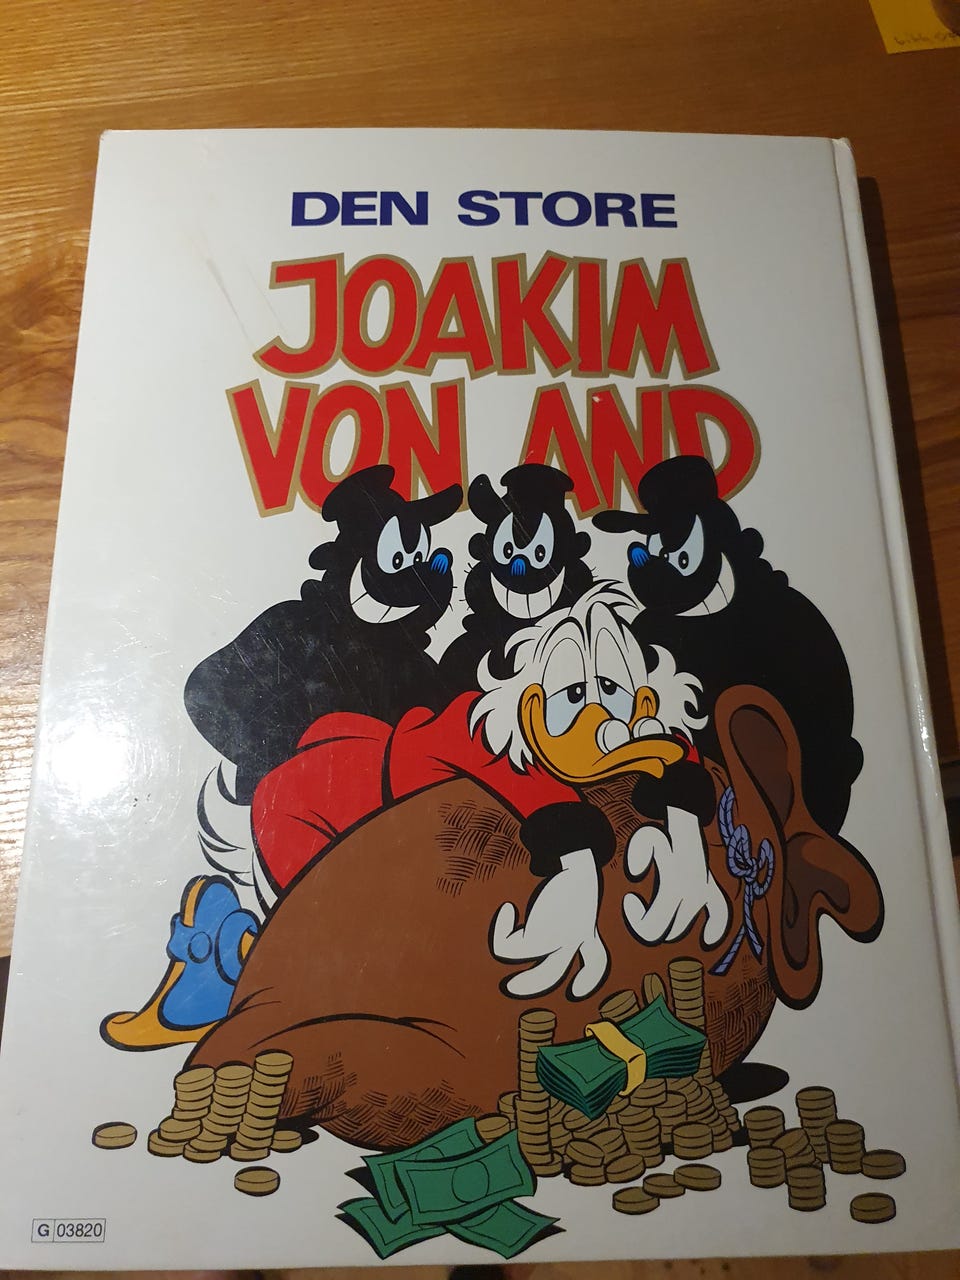 DEN STORE
JOAKIM
VON AND
G 03820